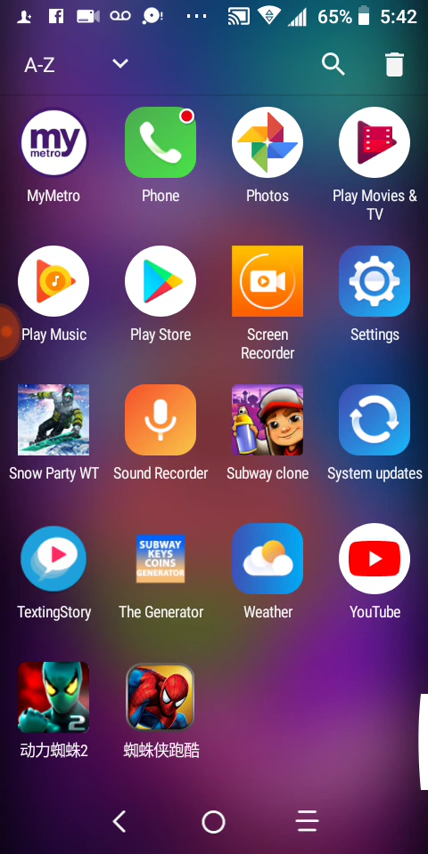 65% 5:42
A-Z
my
metro
MyMetro
Phone
Photos
Play Movies &
TV
Play Music
Play Store
Screen
Recorder
Settings
Snow Party WT
Sound Recorder
Subway clone
System updates
SUBWAY
KEYS
COINS
GENERATOR
TextingStory
The Generator
Weather
YouTube
2
动力蜘蛛2
蜘蛛侠跑酷